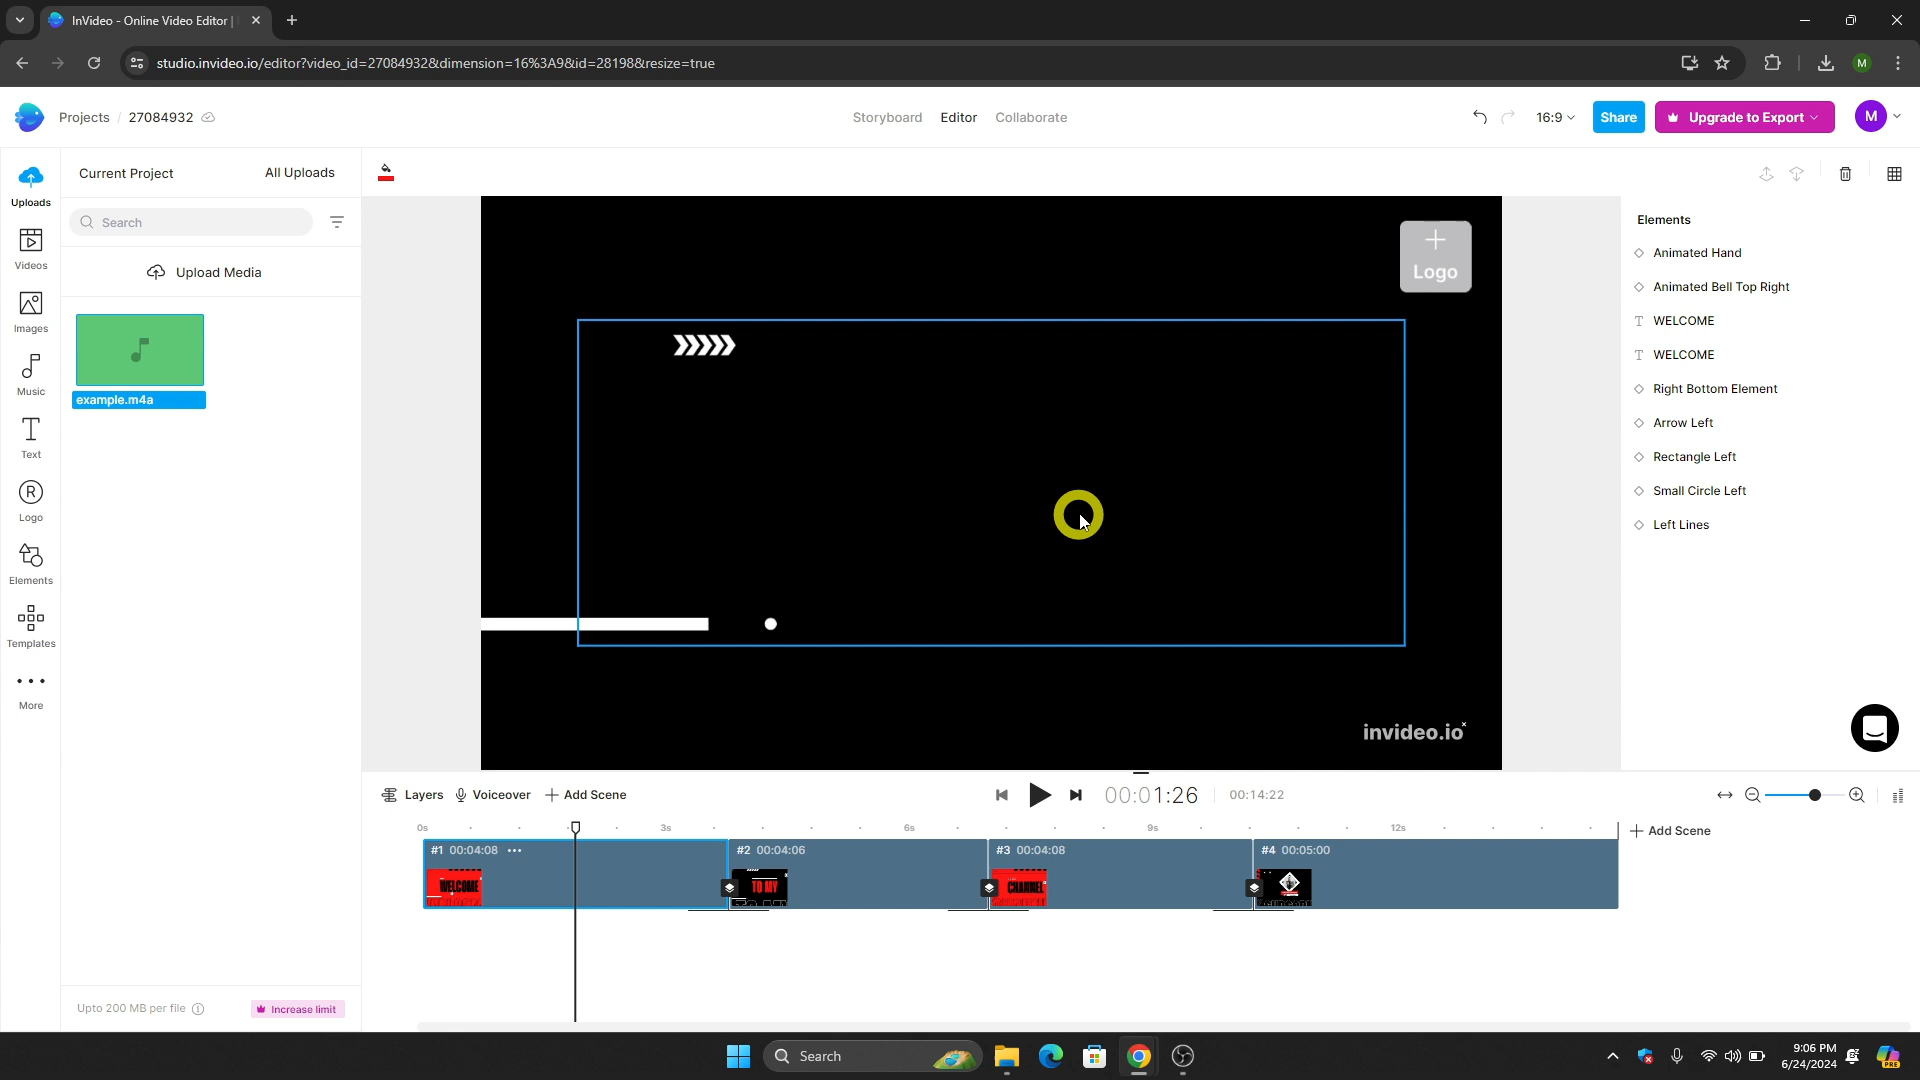 InVideo - Online Video Editor |
studio.invideo.io/editor?video_id=27084932&dimension=16%3A9&id=28198&resize=true
M
Projects / 27084932
Storyboard Editor Collaborate
16:9 Share Upgrade to Export M
Uploads
Videos
Images
Music
Text
Logo
Elements
Templates
More
Current Project All Uploads
Search
Upload Media
example.m4a
Upto 200 MB per file Increase limit
Logo
invideo.io
Elements
Animated Hand
Animated Bell Top Right
WELCOME
WELCOME
Right Bottom Element
Arrow Left
Rectangle Left
Small Circle Left
Left Lines
Layers Voiceover Add Scene
00:01:26 00:14:22
0s 3s 6s 9s 12s
Add Scene
#1 00:04:08 #2 00:04:06 #3 00:04:08 #4 00:05:00
WELCOME TO MY CHANNEL
Search
9:06 PM
6/24/2024
PRE